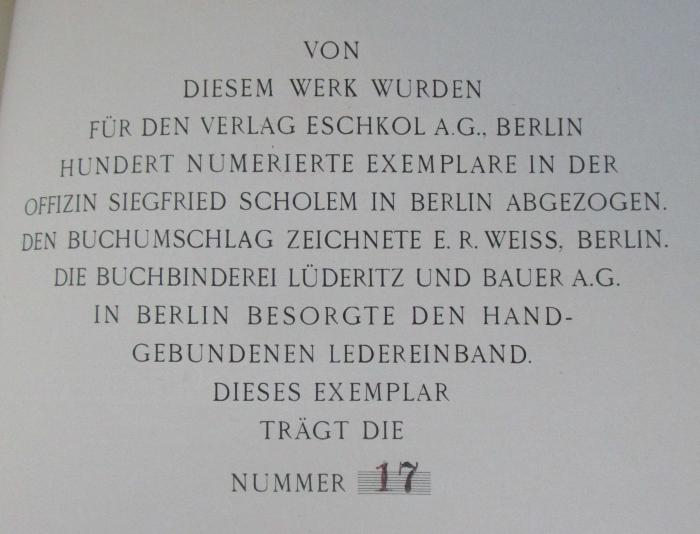 VON
DIESEM WERK WURDEN
FÜR DEN VERLAG ESCHKOL A.G., BERLIN
HUNDERT NUMERIERTE EXEMPLARE IN DER
OFFIZIN SIEGFRIED SCHOLEM IN BERLIN ABGEZOGEN.
DEN BUCHUMSCHLAG ZEICHNETE E. R. WEISS, BERLIN.
DIE BUCHBINDEREI LÜDERITZ UND BAUER A.G.
IN BERLIN BESORGTE DEN HAND-
GEBUNDENEN LEDEREINBAND.
DIESES EXEMPLAR
TRÄGT DIE
NUMMER 17